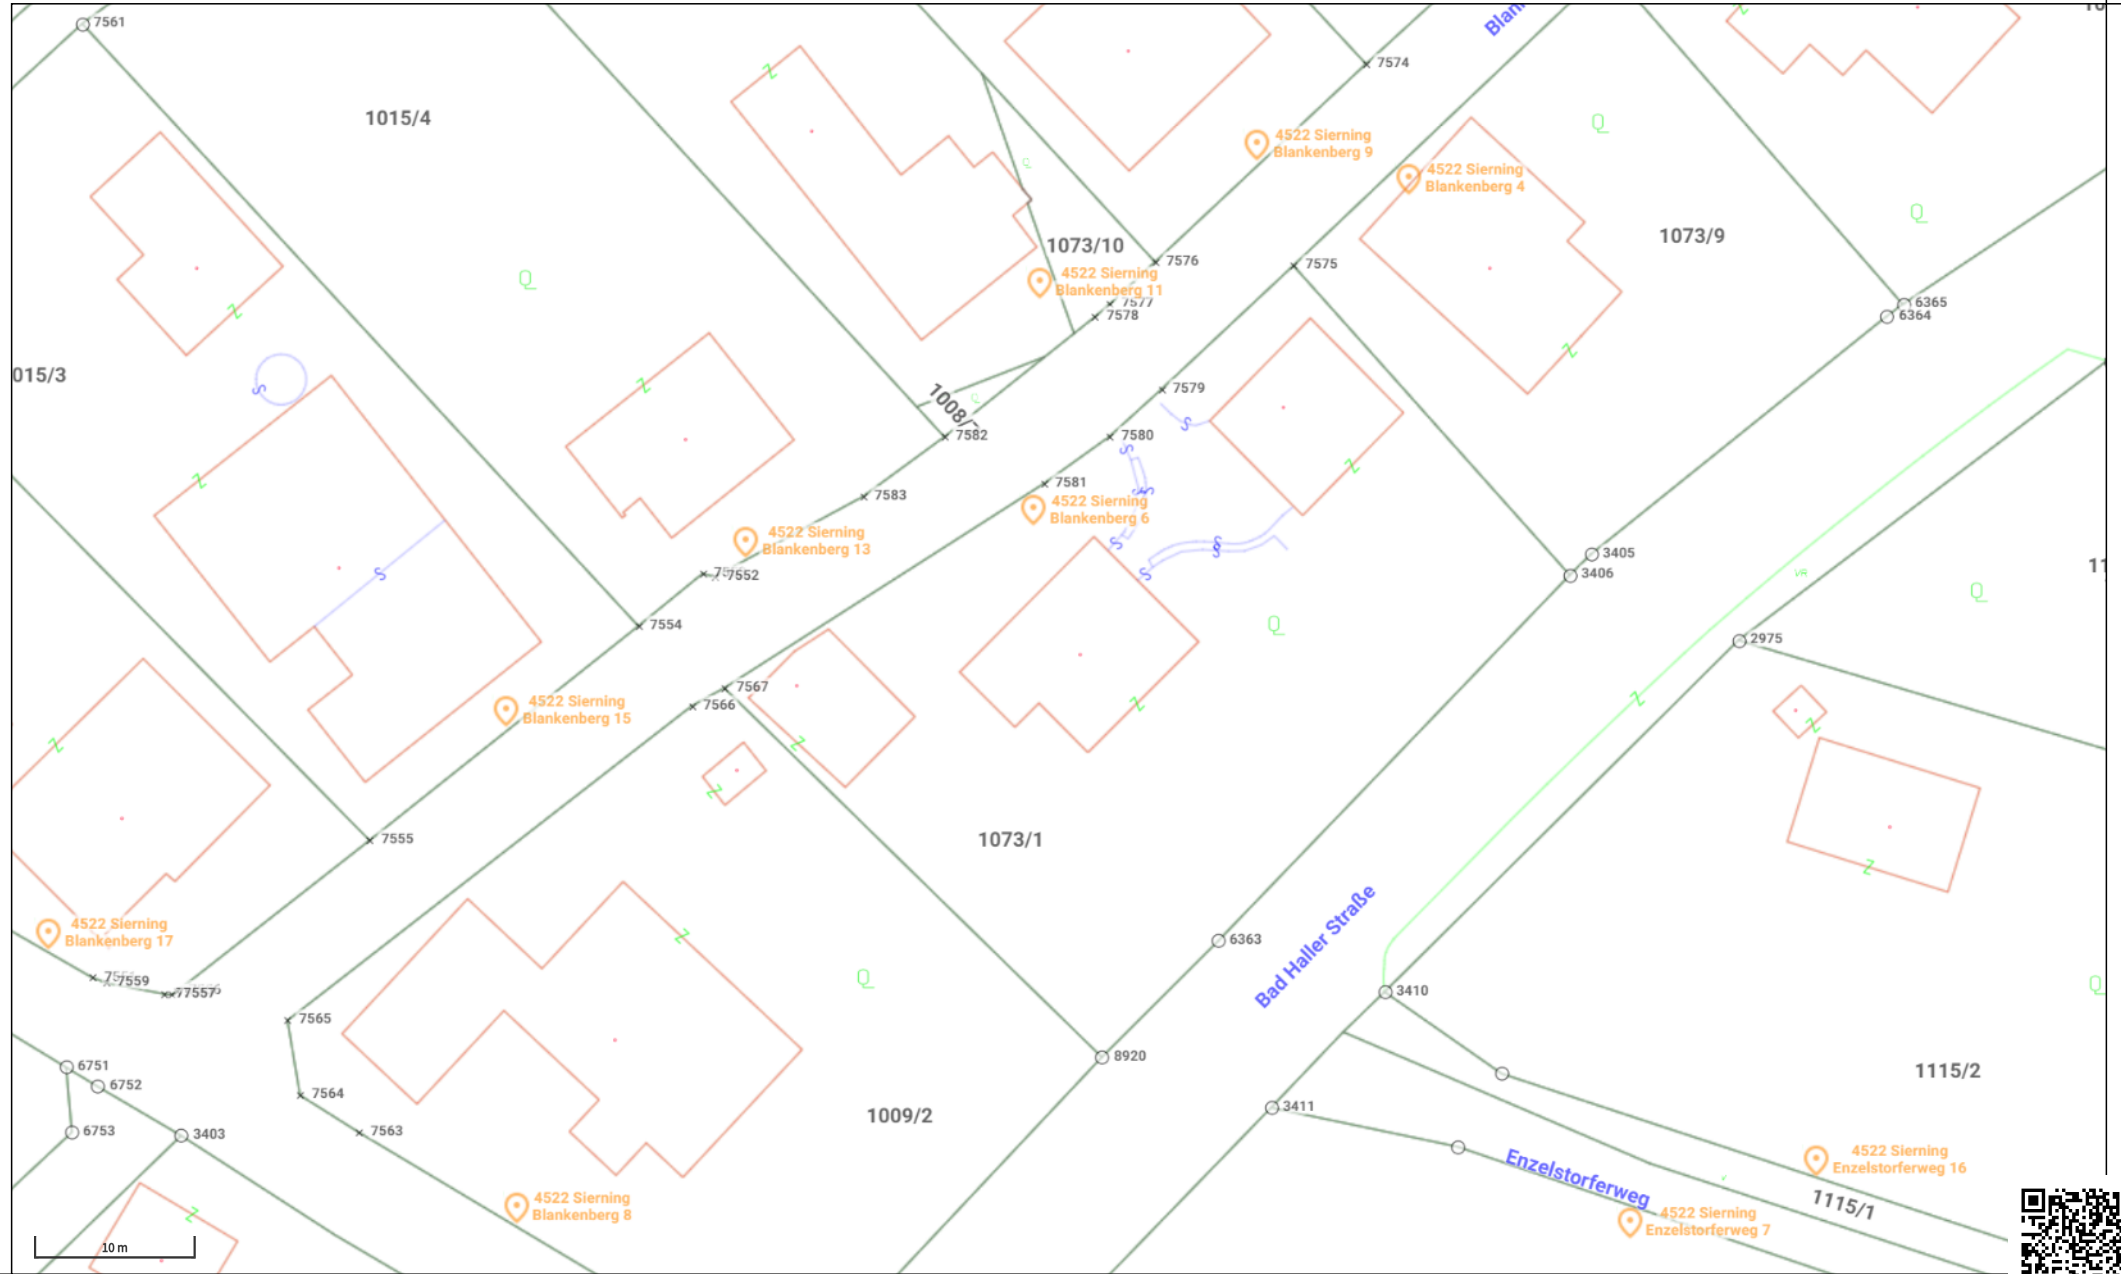 7561
7574
1015/4
4522 Sierning
Blankenberg 9
4522 Sierning
Blankenberg 4
1073/9
1073/10
7576
7575
4522 Sierning
Blankenberg 11
7577
7578
6365
6364
015/3
7579
7582
7580
7581
7583
4522 Sierning
Blankenberg 6
4522 Sierning
Blankenberg 13
7552
3405
3406
VR
7554
2975
7567
7566
4522 Sierning
Blankenberg 15
7555
1073/1
4522 Sierning
Blankenberg 17
Bad Haller Straße
6363
7559
77557
3410
7565
8920
6751
6752
1115/2
7564
3411
1009/2
7563
6753
3403
4522 Sierning
Enzelstorferweg 16
Enzelstorferweg
1115/1
4522 Sierning
Blankenberg 8
4522 Sierning
Enzelstorferweg 7
10 m